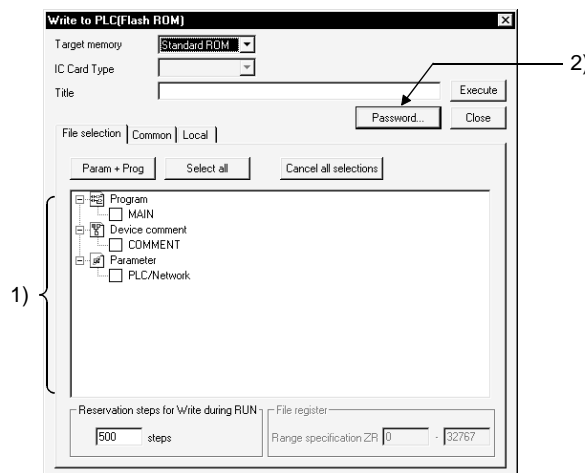 Write to PLC(Flash ROM)
Target memory Standard ROM
IC Card Type
Title Execute
2)
Password... Close
File selection Common Local
Param + Prog Select all Cancel all selections
Program
MAIN
Device comment
COMMENT
Parameter
PLC/Network
1)
Reservation steps for Write during RUN File register
500 steps Range specification ZR 0 - 32767